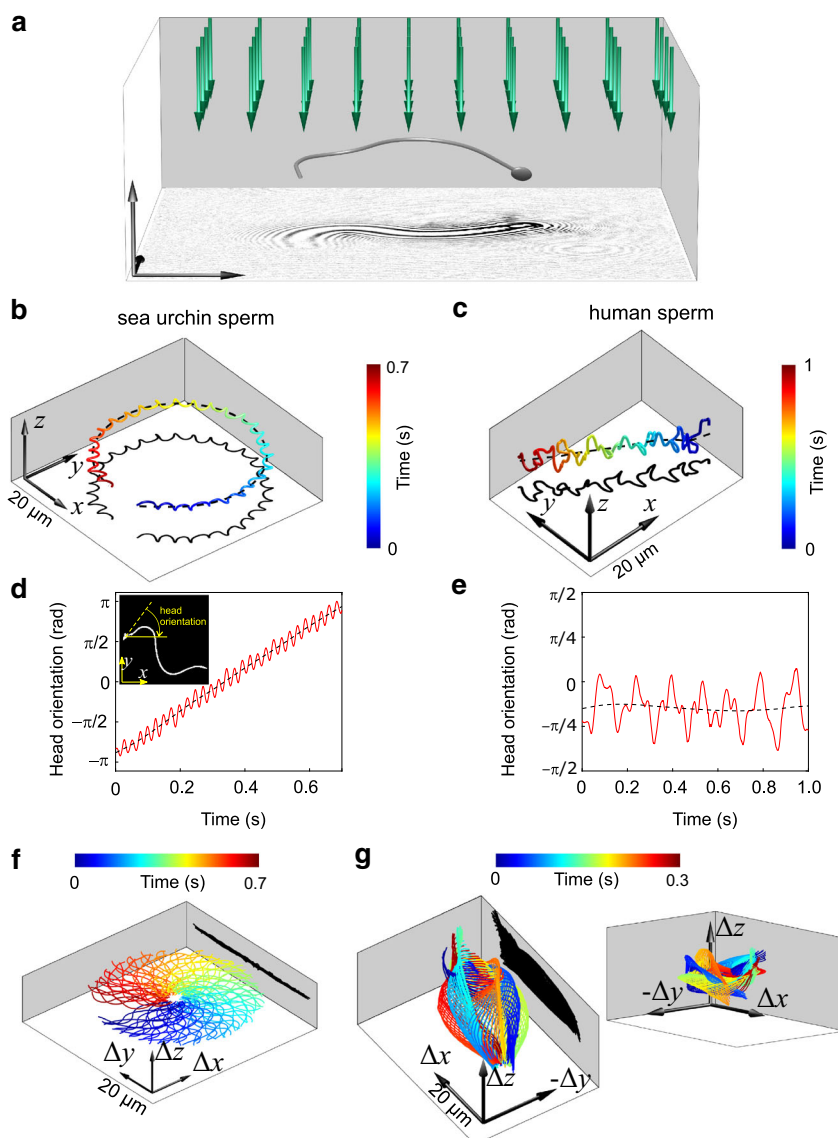 a
b
sea urchin sperm
z
y
x
20 μm
0.7
Time (s)
0
c
human sperm
y
z
x
20 μm
1
Time (s)
0
d
Head orientation (rad)
π
π/2
0
−π/2
−π
head
orientation
y
x
0 0.2 0.4 0.6
Time (s)
e
Head orientation (rad)
π/2
π/4
0
−π/4
−π/2
0 0.2 0.4 0.6 0.8 1.0
Time (s)
f
0 Time (s) 0.7
Δy
Δz
Δx
20 μm
g
0 Time (s) 0.3
Δx
Δz
-Δy
20 μm
Δz
-Δy
Δx